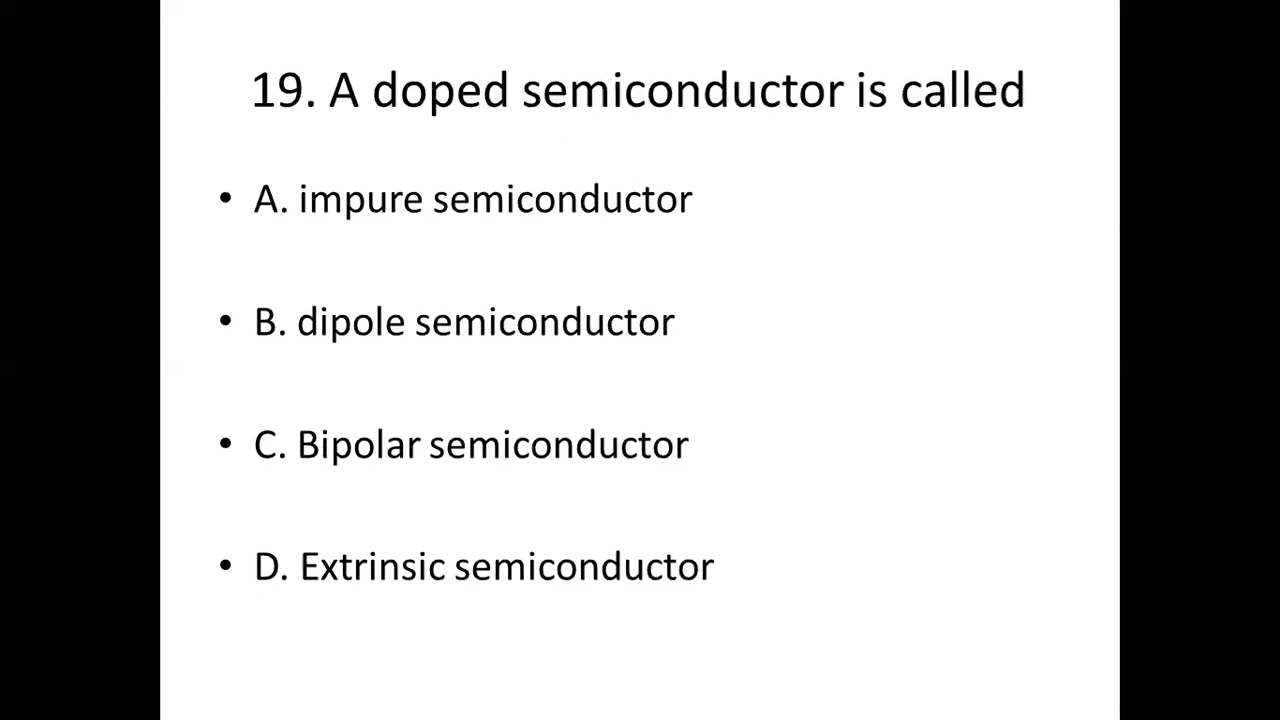 19. A doped semiconductor is called
• A. impure semiconductor
• B. dipole semiconductor
• C. Bipolar semiconductor
• D. Extrinsic semiconductor